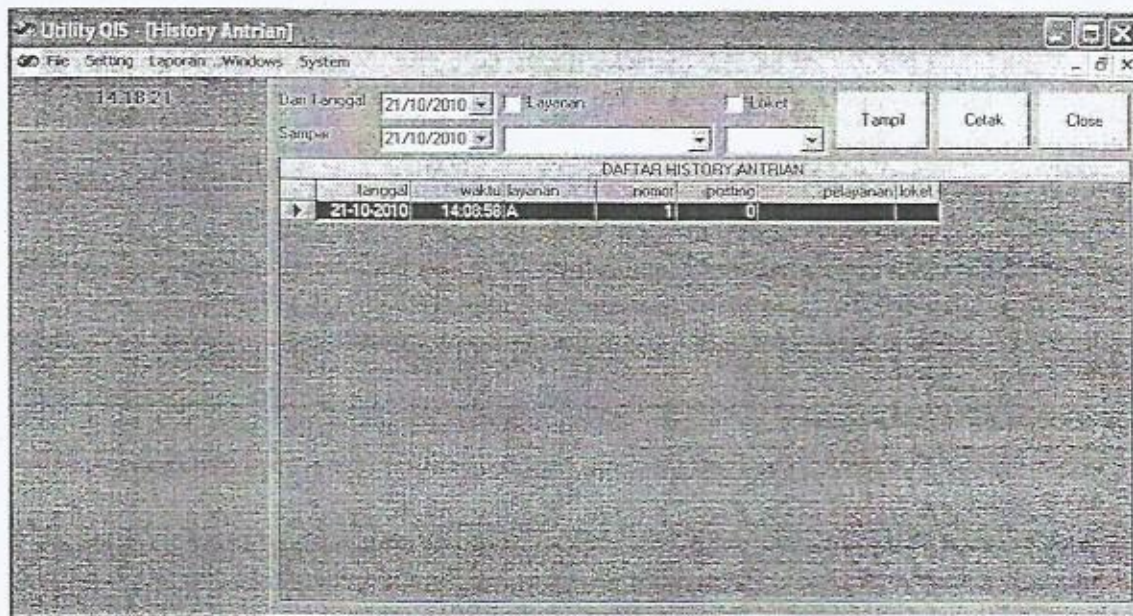 Utility QIS - [History Antrian]
File Setting Laporan Windows System
14:18:21
Dari Tanggal 21/10/2010 Layanan Loket Tampil Cetak Close
Sampai 21/10/2010
DAFTAR HISTORY ANTRIAN
tanggal waktu layanan nomor posting pelayanan loket
21-10-2010 14:08:58 A 1 0